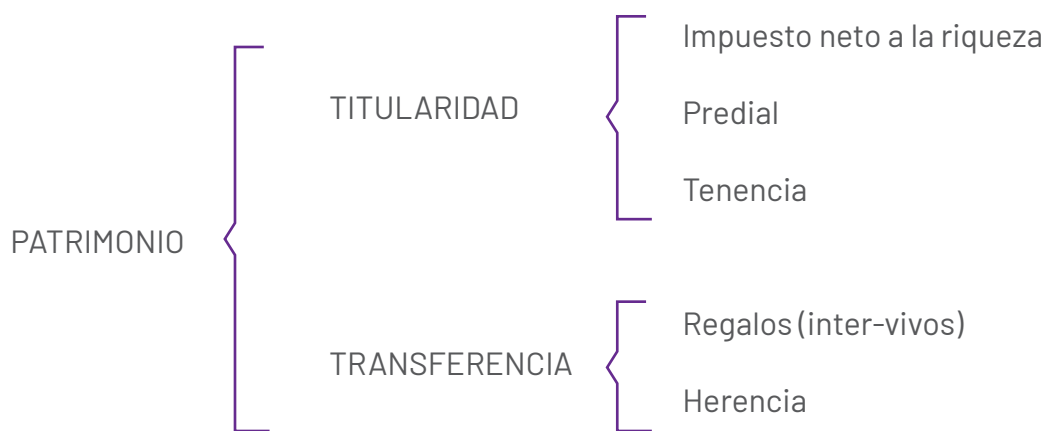 PATRIMONIO
TITULARIDAD
Impuesto neto a la riqueza
Predial
Tenencia
TRANSFERENCIA
Regalos (inter-vivos)
Herencia